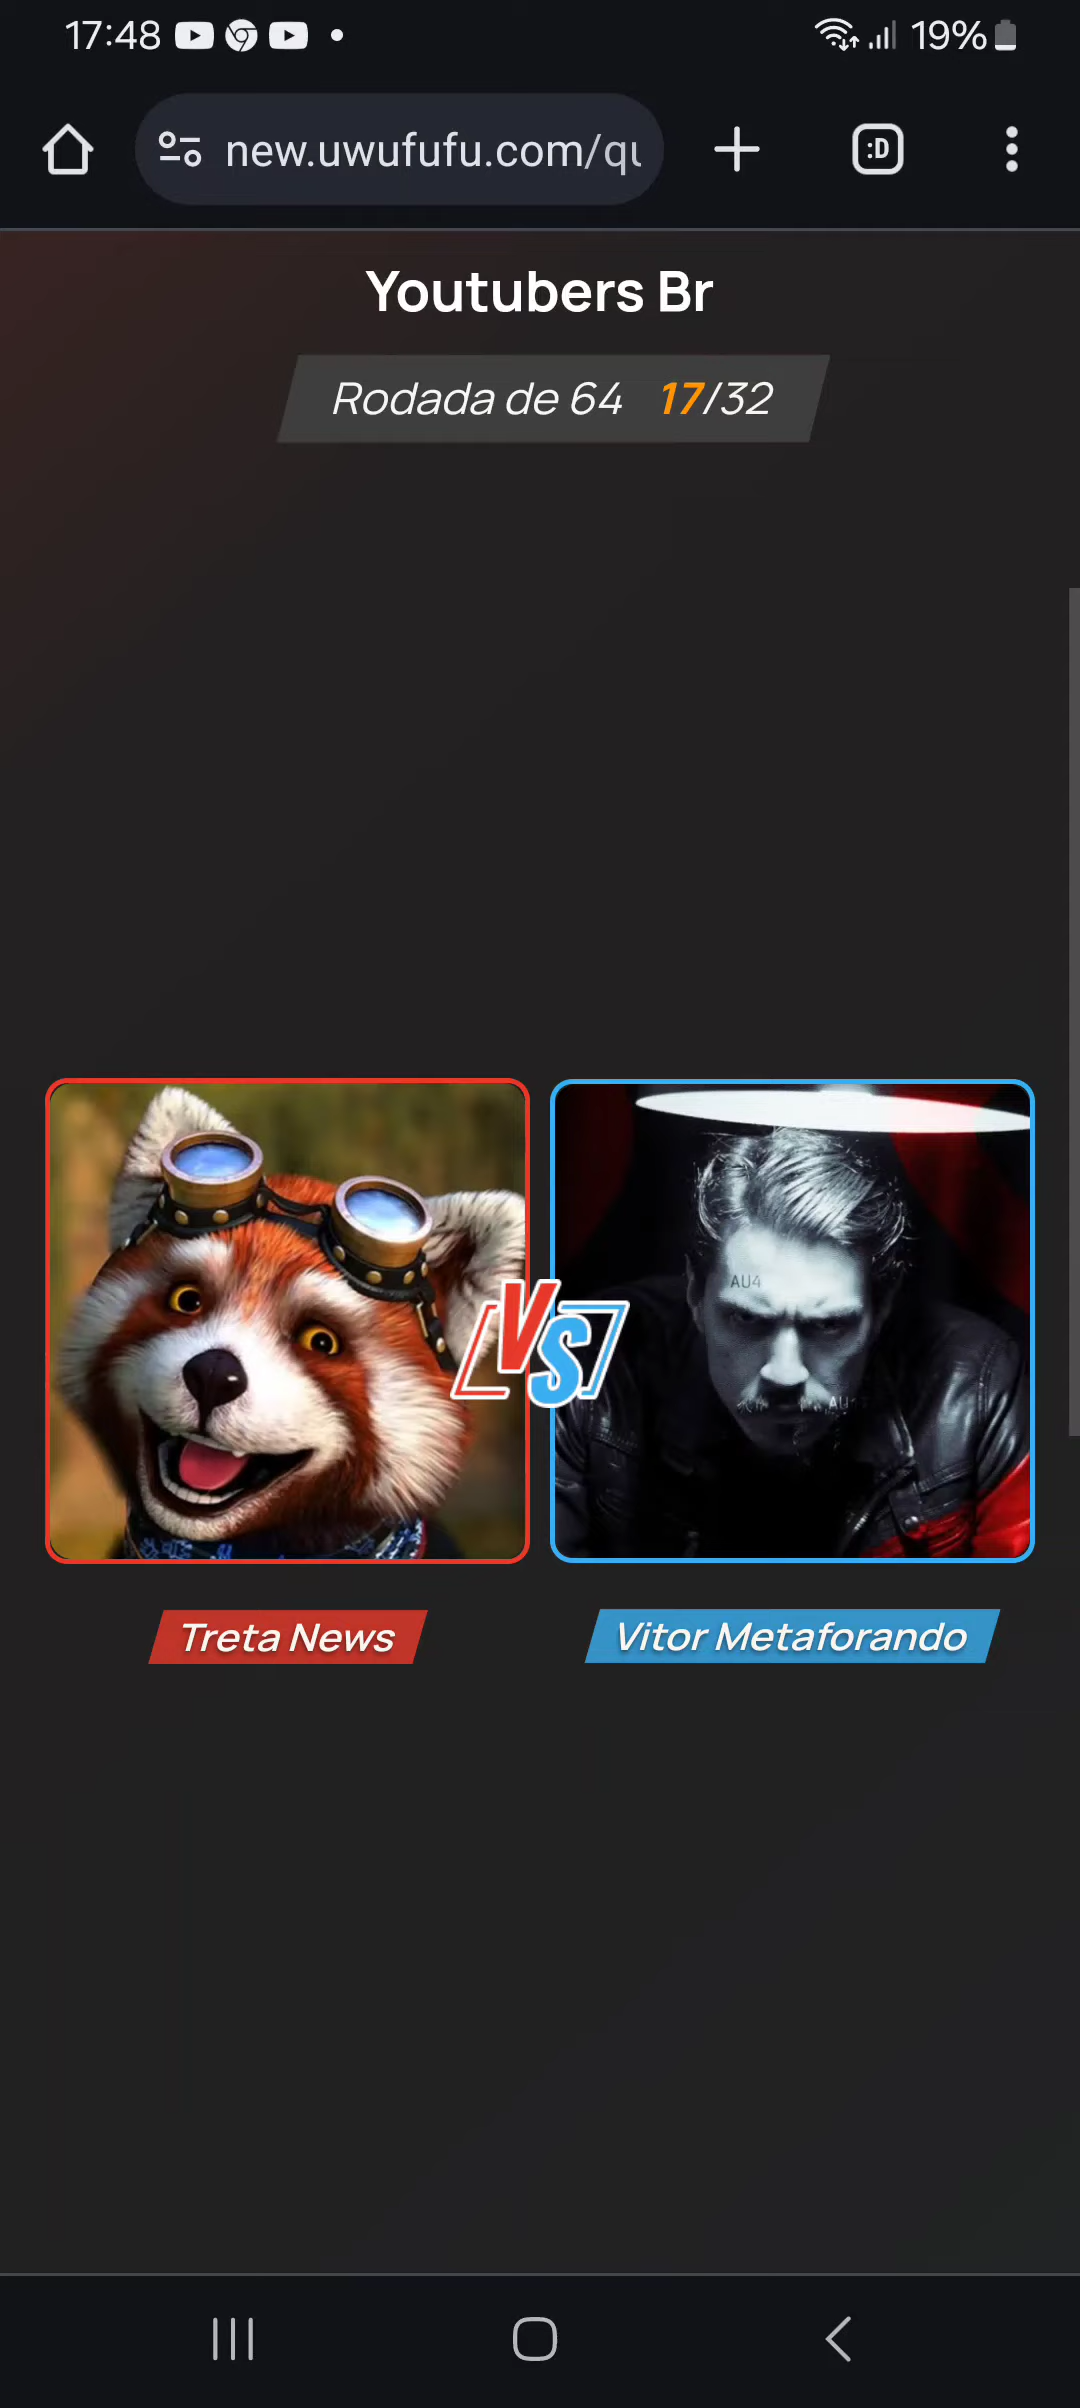 17:48
19%
new.uwufufu.com/qu
:D
Youtubers Br
Rodada de 64 17/32
AU4
VS
Treta News
Vitor Metaforando